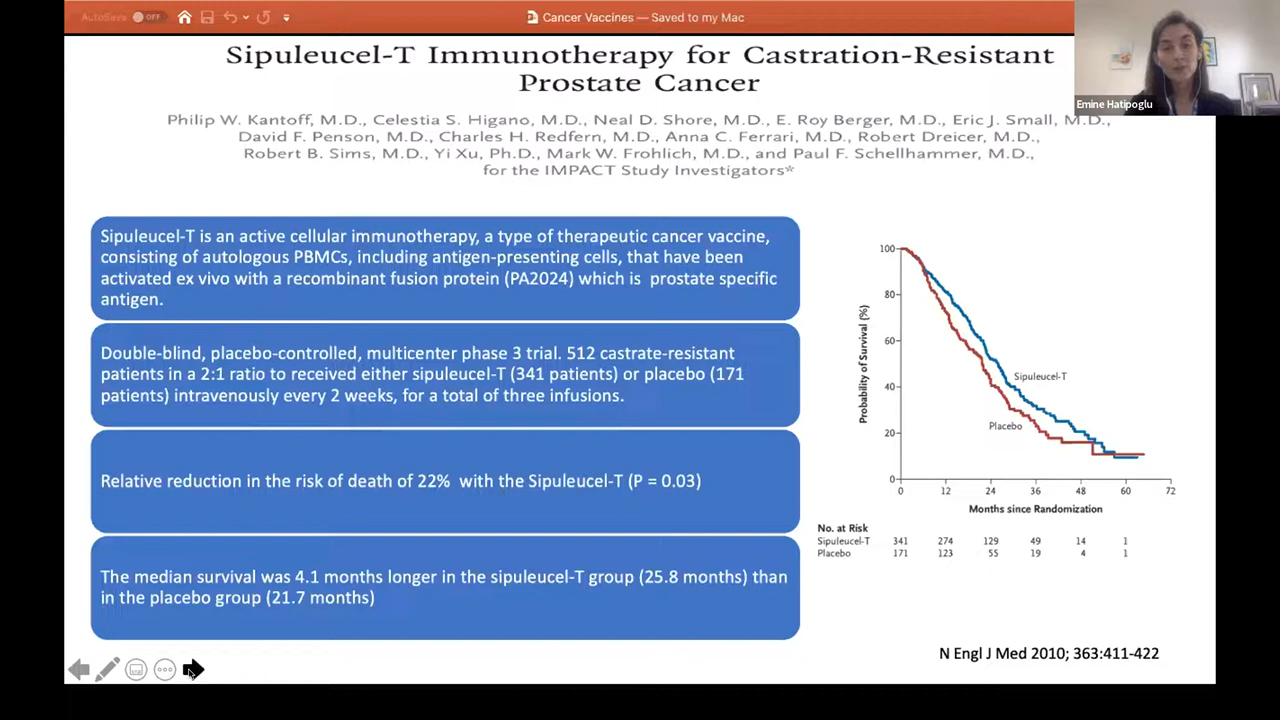 AutoSave OFF
Cancer Vaccines — Saved to my Mac
Sipuleucel-T Immunotherapy for Castration-Resistant
Prostate Cancer
Emine Hatipoglu
Philip W. Kantoff, M.D., Celestia S. Higano, M.D., Neal D. Shore, M.D., E. Roy Berger, M.D., Eric J. Small, M.D.,
David F. Penson, M.D., Charles H. Redfern, M.D., Anna C. Ferrari, M.D., Robert Dreicer, M.D.,
Robert B. Sims, M.D., Yi Xu, Ph.D., Mark W. Frohlich, M.D., and Paul F. Schellhammer, M.D.,
for the IMPACT Study Investigators*
Sipuleucel-T is an active cellular immunotherapy, a type of therapeutic cancer vaccine,
consisting of autologous PBMCs, including antigen-presenting cells, that have been
activated ex vivo with a recombinant fusion protein (PA2024) which is prostate specific
antigen.
Double-blind, placebo-controlled, multicenter phase 3 trial. 512 castrate-resistant
patients in a 2:1 ratio to received either sipuleucel-T (341 patients) or placebo (171
patients) intravenously every 2 weeks, for a total of three infusions.
Relative reduction in the risk of death of 22% with the Sipuleucel-T (P = 0.03)
The median survival was 4.1 months longer in the sipuleucel-T group (25.8 months) than
in the placebo group (21.7 months)
Probability of Survival (%)
100
80
60
40
20
0
Sipuleucel-T
Placebo
0 12 24 36 48 60 72
Months since Randomization
No. at Risk
Sipuleucel-T 341 274 129 49 14 1
Placebo 171 123 55 19 4 1
N Engl J Med 2010; 363:411-422